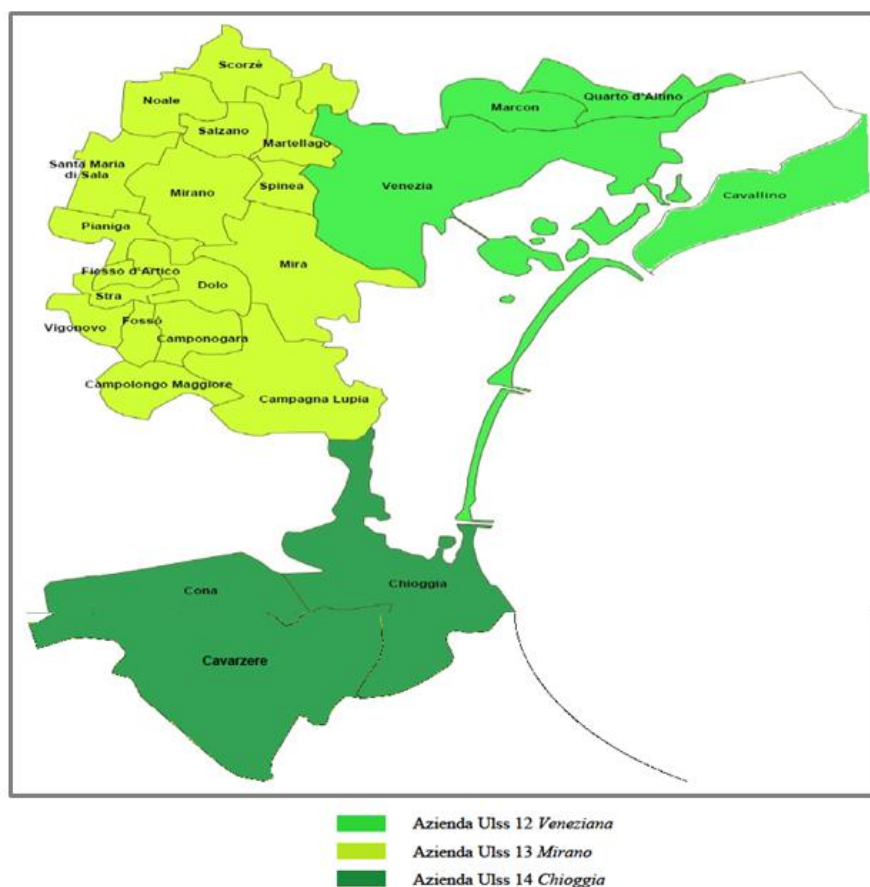 Scorzè
Noale
Salzano
Martellago
Marcon
Quarto d'Altino
Santa Maria
di Sala
Mirano
Spinea
Venezia
Cavallino
Pianiga
Fiesso d'Artico
Dolo
Mira
Stra
Vigonovo
Fossò
Camponogara
Campolongo Maggiore
Campagna Lupia
Cona
Chioggia
Cavarzere
Azienda Ulss 12 Veneziana
Azienda Ulss 13 Mirano
Azienda Ulss 14 Chioggia